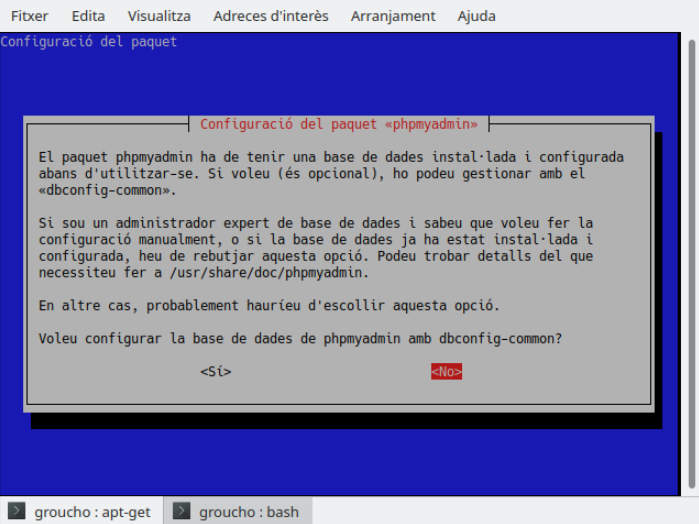 Fitxer Edita Visualitza Adreces d'interès Arranjament Ajuda
Configuració del paquet
Configuració del paquet «phpmyadmin»
El paquet phpmyadmin ha de tenir una base de dades instal·lada i configurada
abans d'utilitzar-se. Si voleu (és opcional), ho podeu gestionar amb el
«dbconfig-common».
Si sou un administrador expert de base de dades i sabeu que voleu fer la
configuració manualment, o si la base de dades ja ha estat instal·lada i
configurada, heu de rebutjar aquesta opció. Podeu trobar detalls del que
necessiteu fer a /usr/share/doc/phpmyadmin.
En altre cas, probablement hauríeu d'escollir aquesta opció.
Voleu configurar la base de dades de phpmyadmin amb dbconfig-common?
<Sí> <No>
groucho : apt-get groucho : bash